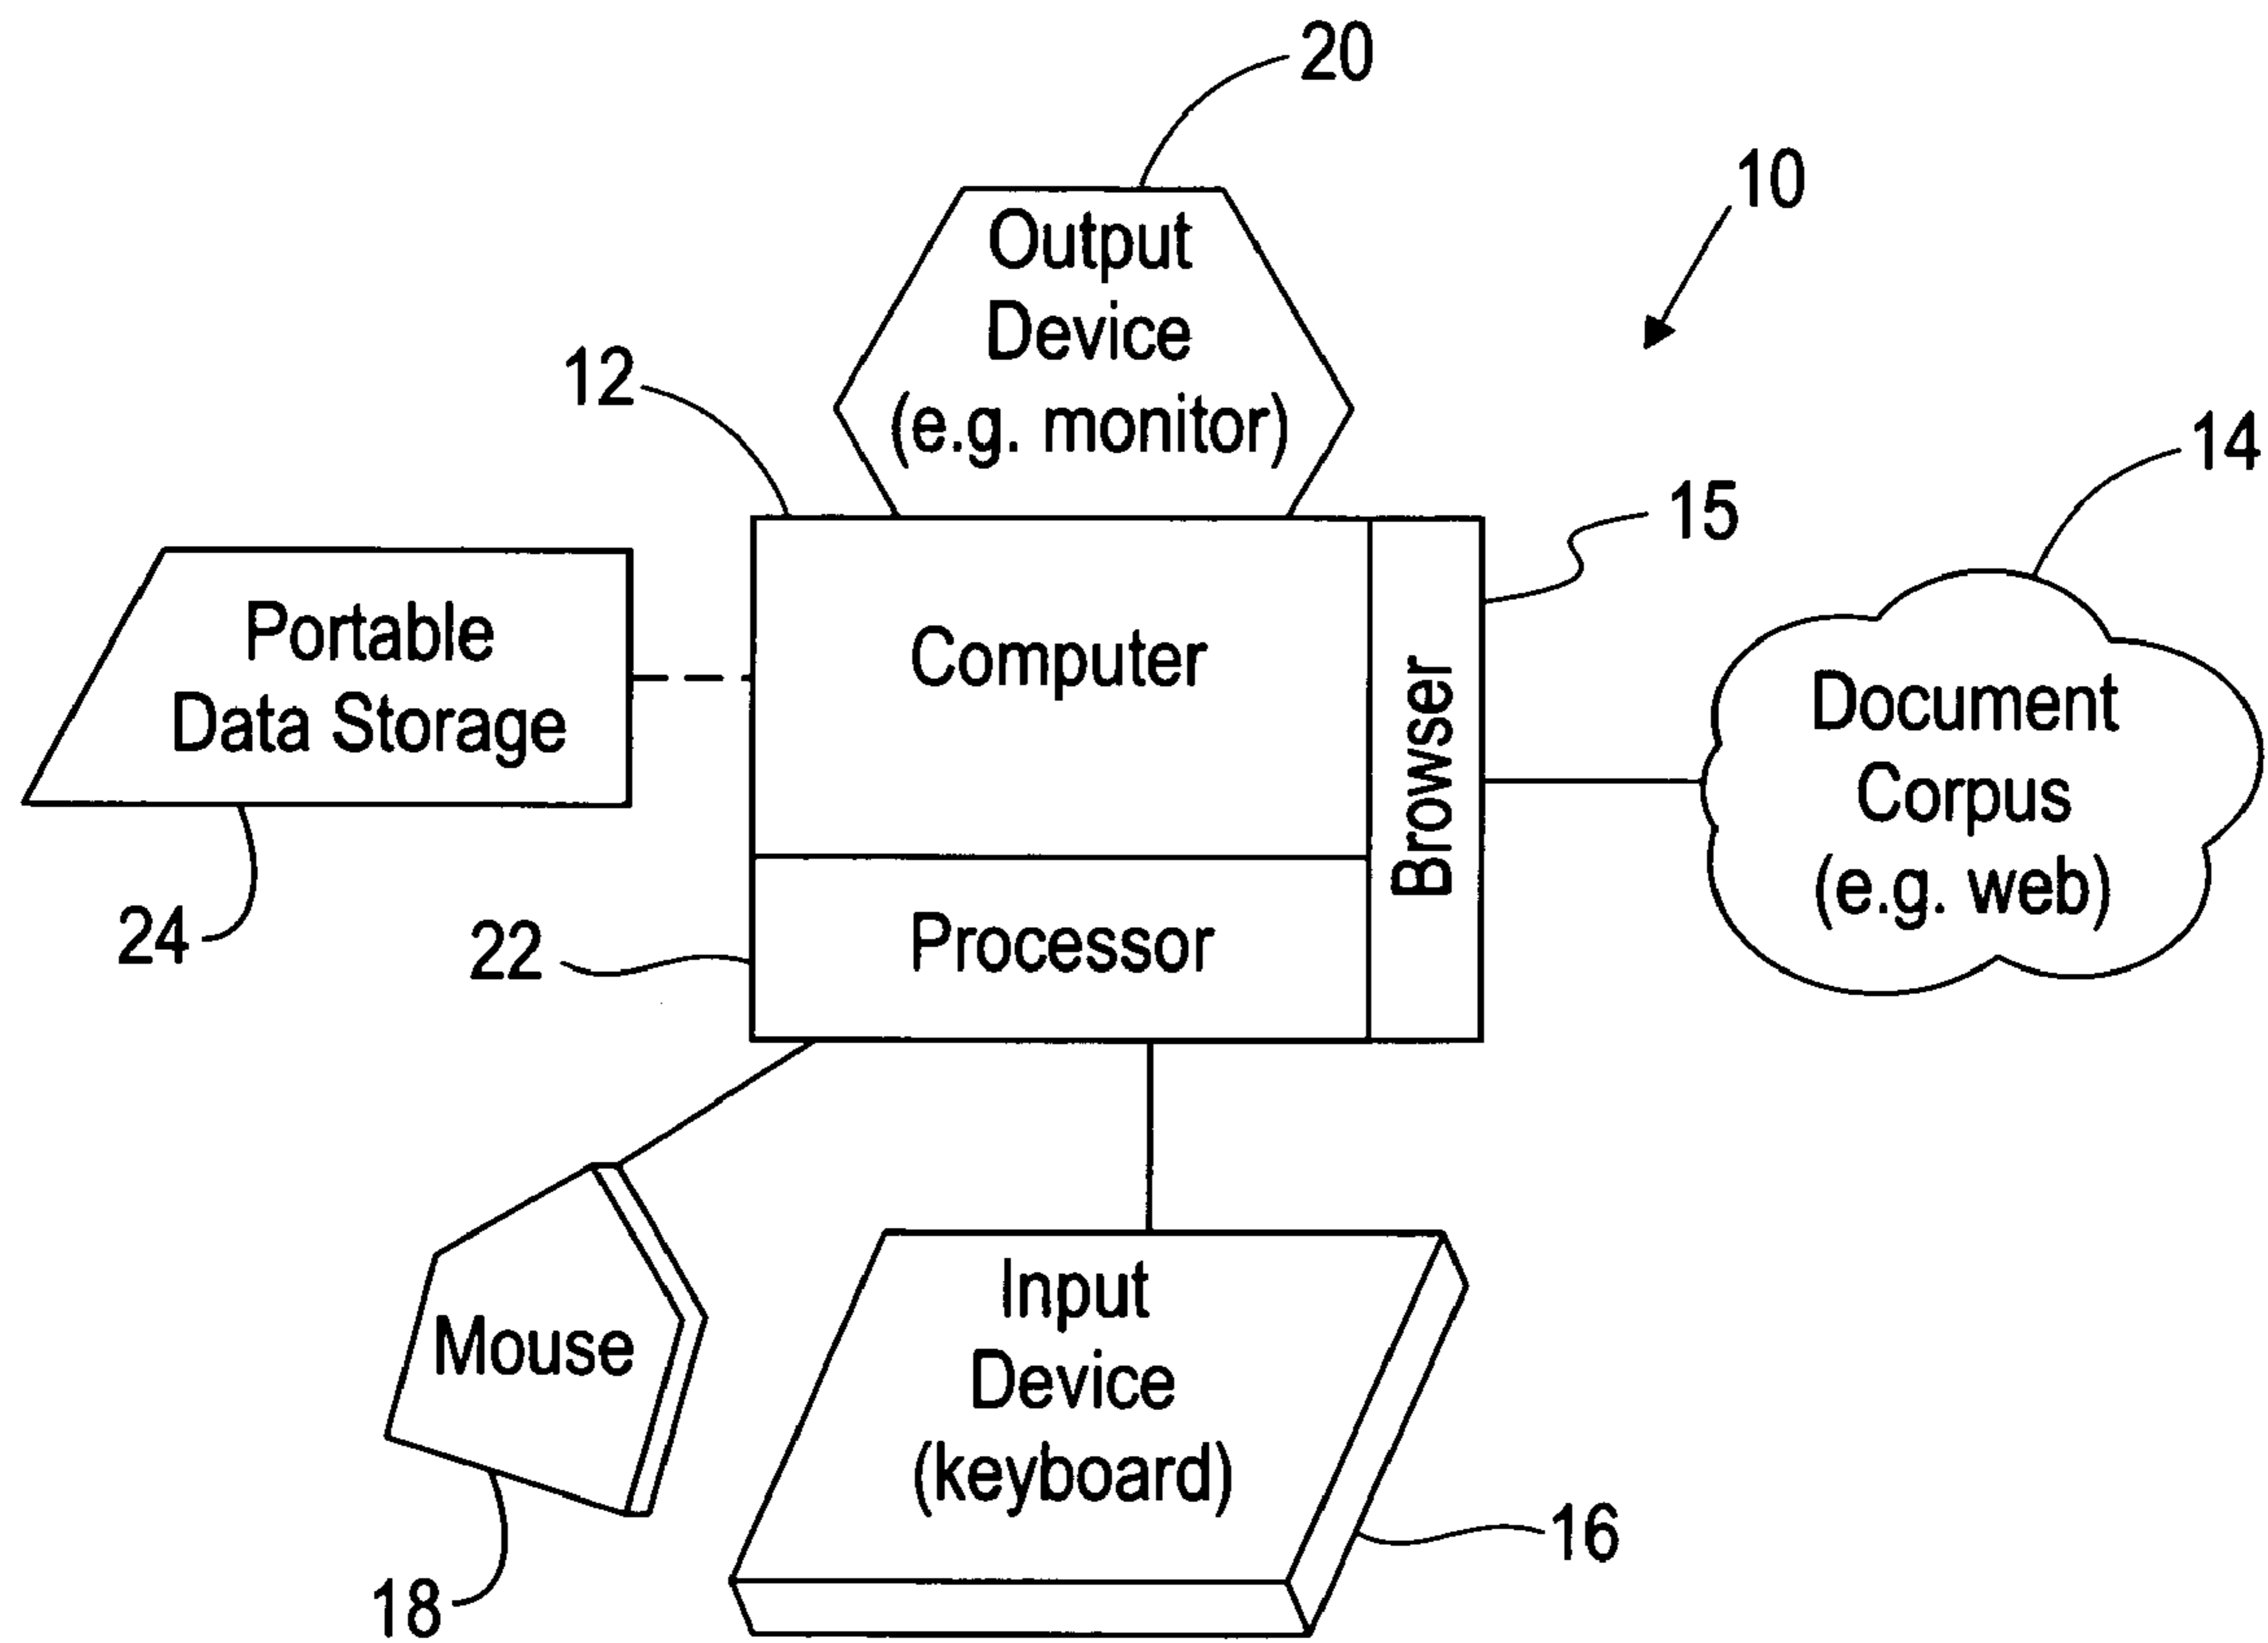 20
10
Output
Device
(e.g. monitor)
12
14
15
Portable
Data Storage
Computer
Browser
Document
Corpus
(e.g. web)
24
22
Processor
Mouse
Input
Device
(keyboard)
16
18